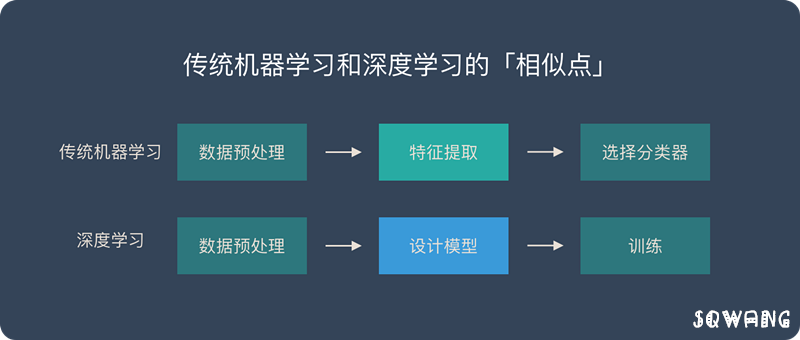 传统机器学习和深度学习的「相似点」
传统机器学习 数据预处理 特征提取 选择分类器
深度学习 数据预处理 设计模型 训练